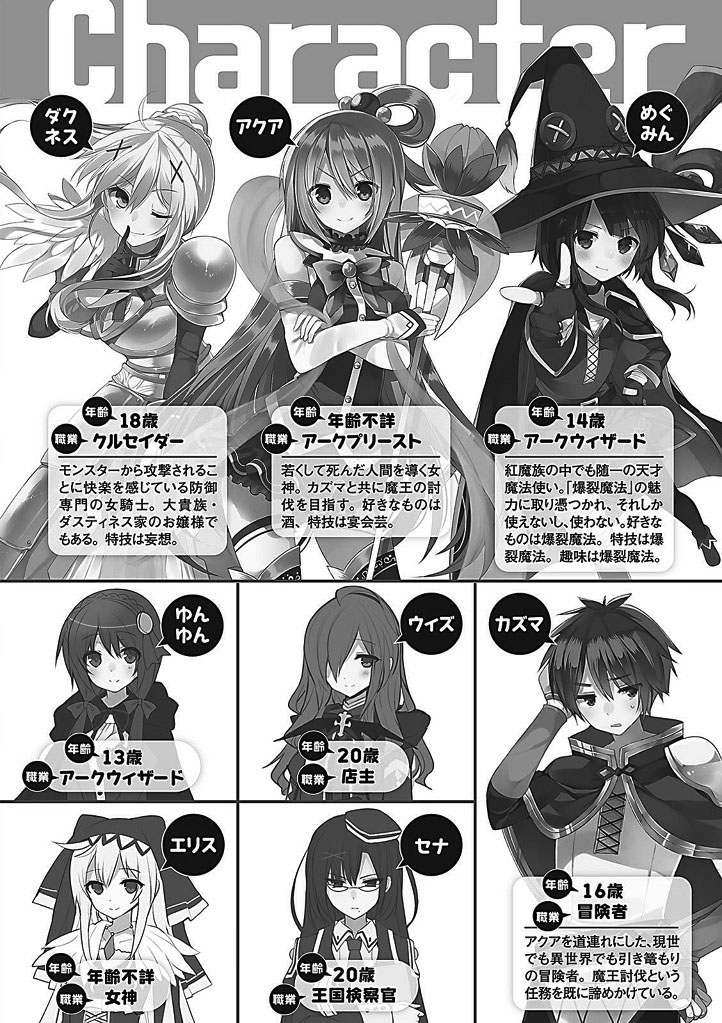 Character
ダク
ネス
年齢 18歳
職業 クルセイダー
モンスターから攻撃されるこ
とに快楽を感じている防御
専門の女騎士。大貴族・
ダスティネス家のお嬢様で
もある。特技は妄想。
アクア
年齢 年齢不詳
職業 アークプリースト
若くして死んだ人間を導く女
神。カズマと共に魔王の討
伐を目指す。好きなものは
酒、特技は宴会芸。
めぐ
みん
年齢 14歳
職業 アークウィザード
紅魔族の中でも随一の天才
魔法使い。「爆裂魔法」の魅
力に取り憑つかれ、それしか
使えないし、使わない。好きな
ものは爆裂魔法。特技は爆
裂魔法。趣味は爆裂魔法。
ゆん
ゆん
年齢 13歳
職業 アークウィザード
ウィズ
年齢 20歳
職業 店主
カズマ
年齢 16歳
職業 冒険者
アクアを道連れにした、現世
でも異世界でも引き篭もり
の冒険者。魔王討伐という
任務を既に諦めかけている。
エリス
年齢 年齢不詳
職業 女神
セナ
年齢 20歳
職業 王国検察官